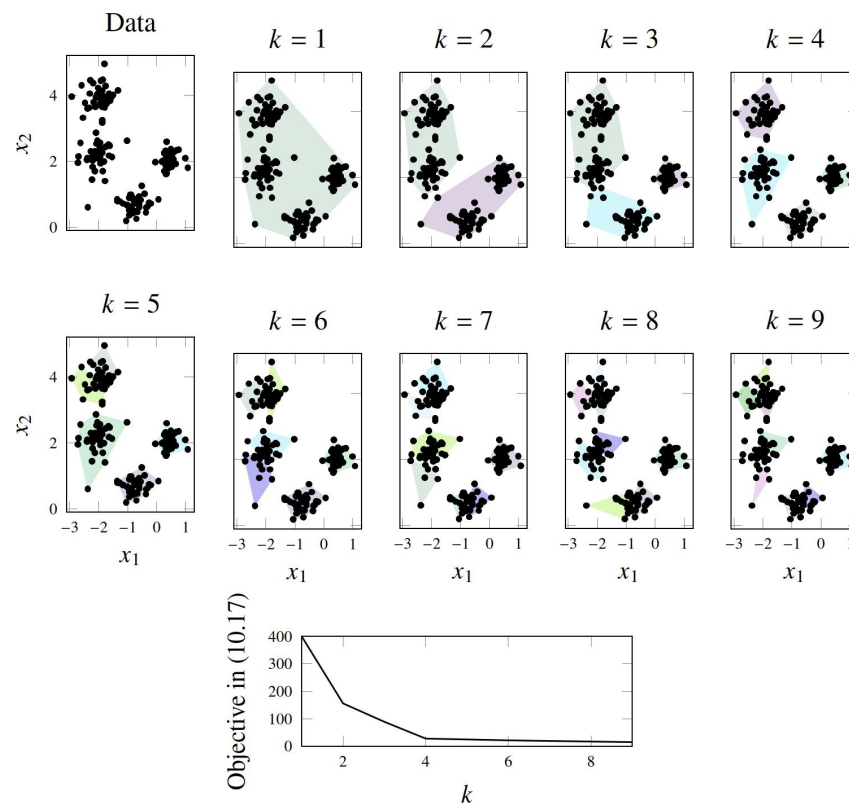 Data
k = 1
k = 2
k = 3
k = 4
4
2
0
x2
k = 5
k = 6
k = 7
k = 8
k = 9
4
2
0
x2
−3 −2 −1 0 1
−3 −2 −1 0 1
−3 −2 −1 0 1
−3 −2 −1 0 1
−3 −2 −1 0 1
x1
x1
x1
x1
x1
400
300
200
100
0
Objective in (10.17)
2 4 6 8
k